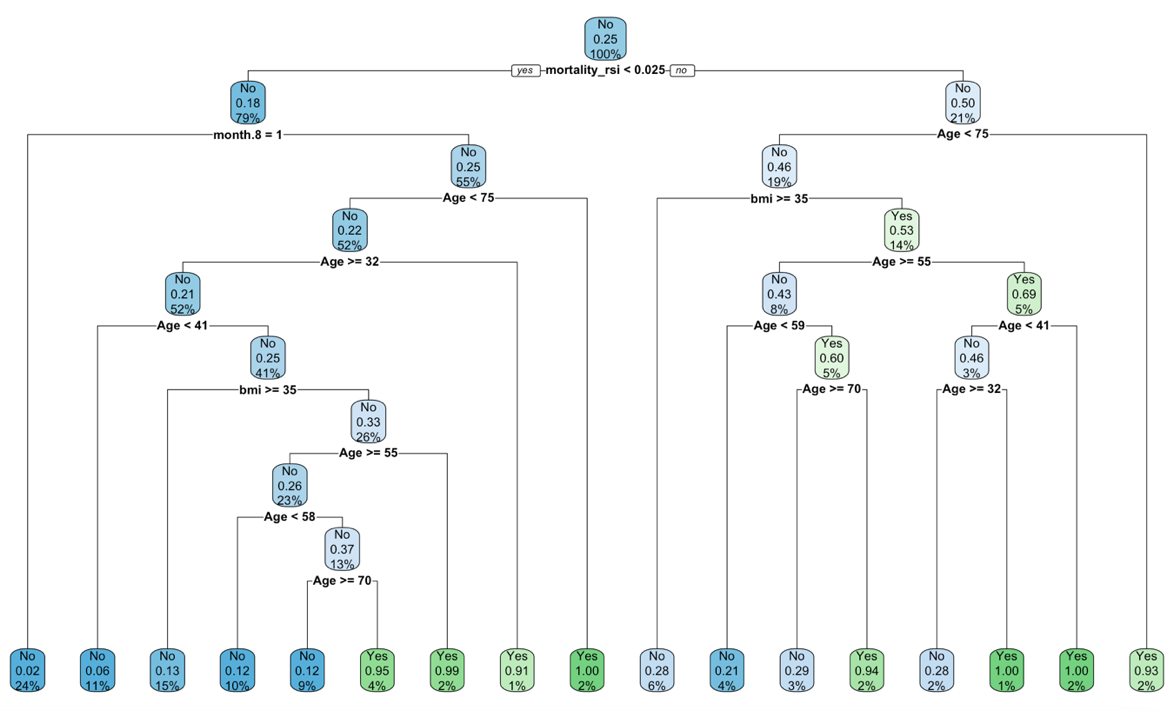 No
0.25
100%
yes mortality_rsi < 0.025 no
No
0.18
79%
No
0.50
21%
month.8 = 1
Age < 75
No
0.25
55%
No
0.46
19%
Age < 75
bmi >= 35
No
0.22
52%
Yes
0.53
14%
Age >= 32
Age >= 55
No
0.21
52%
No
0.43
8%
Yes
0.69
5%
Age < 41
Age < 59
Age < 41
No
0.25
41%
Yes
0.60
5%
No
0.46
3%
bmi >= 35
Age >= 70
Age >= 32
No
0.33
26%
Age >= 55
No
0.26
23%
Age < 58
No
0.37
13%
Age >= 70
No
0.02
24%
No
0.06
11%
No
0.13
15%
No
0.12
10%
No
0.12
9%
Yes
0.95
4%
Yes
0.99
2%
Yes
0.91
1%
Yes
1.00
2%
No
0.28
6%
No
0.21
4%
No
0.29
3%
Yes
0.94
2%
No
0.28
2%
Yes
1.00
1%
Yes
1.00
2%
Yes
0.93
2%